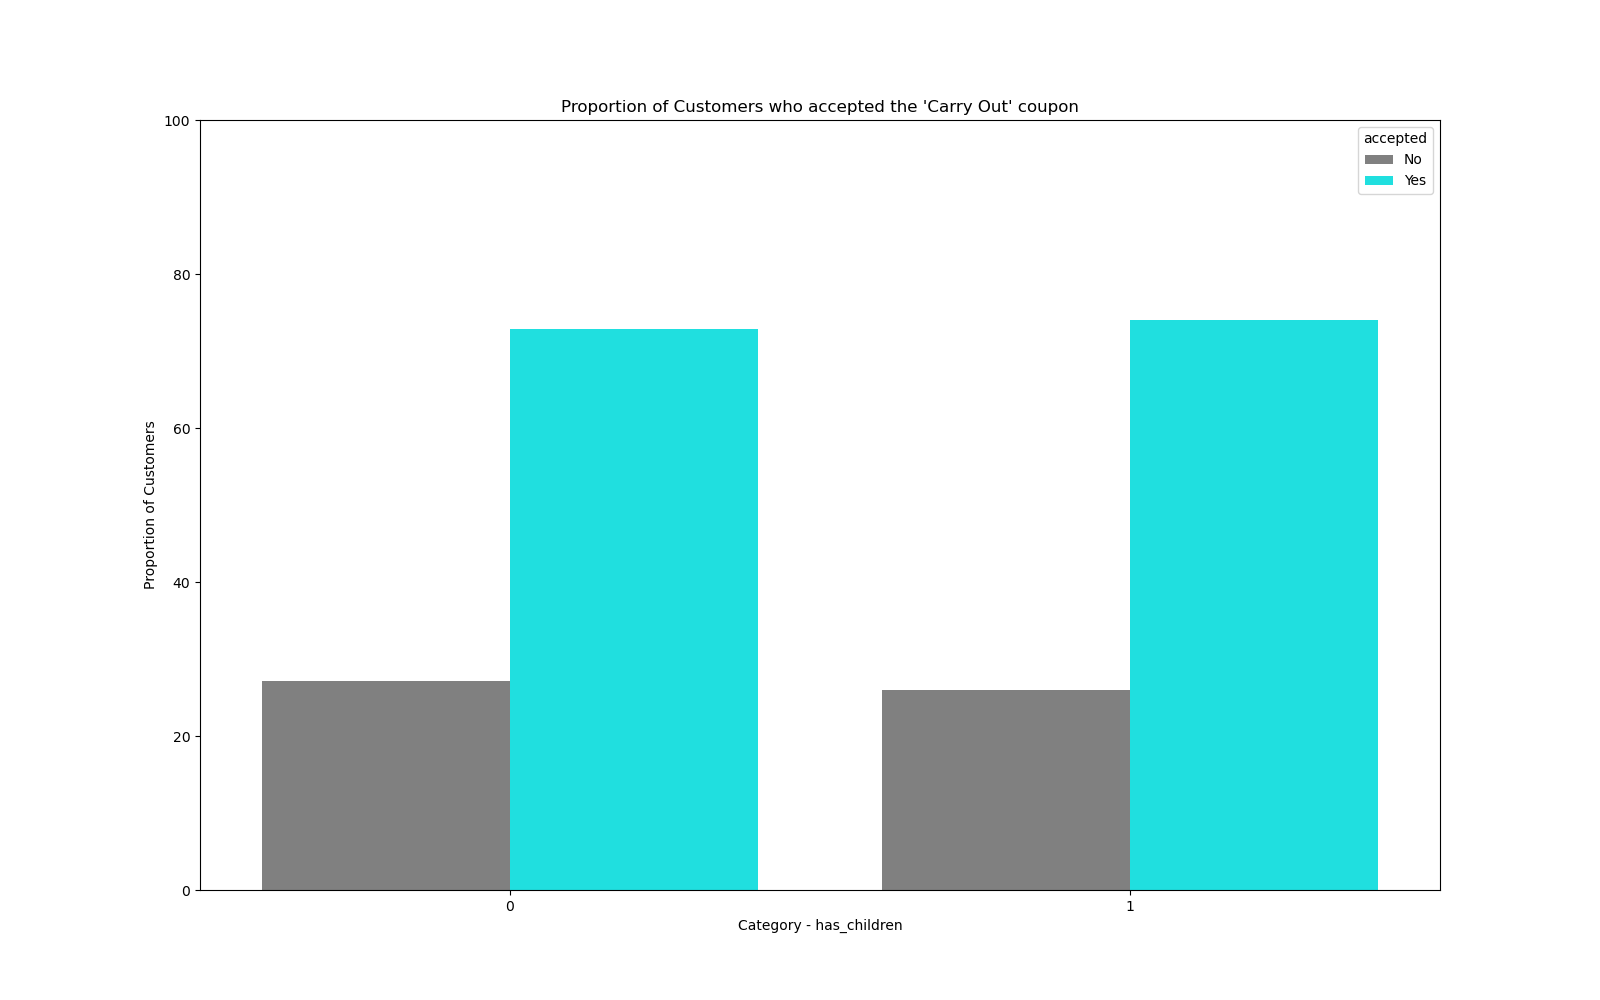 Proportion of Customers who accepted the 'Carry Out' coupon
100
80
60
40
20
0
Proportion of Customers
accepted
No
Yes
0 1
Category - has_children